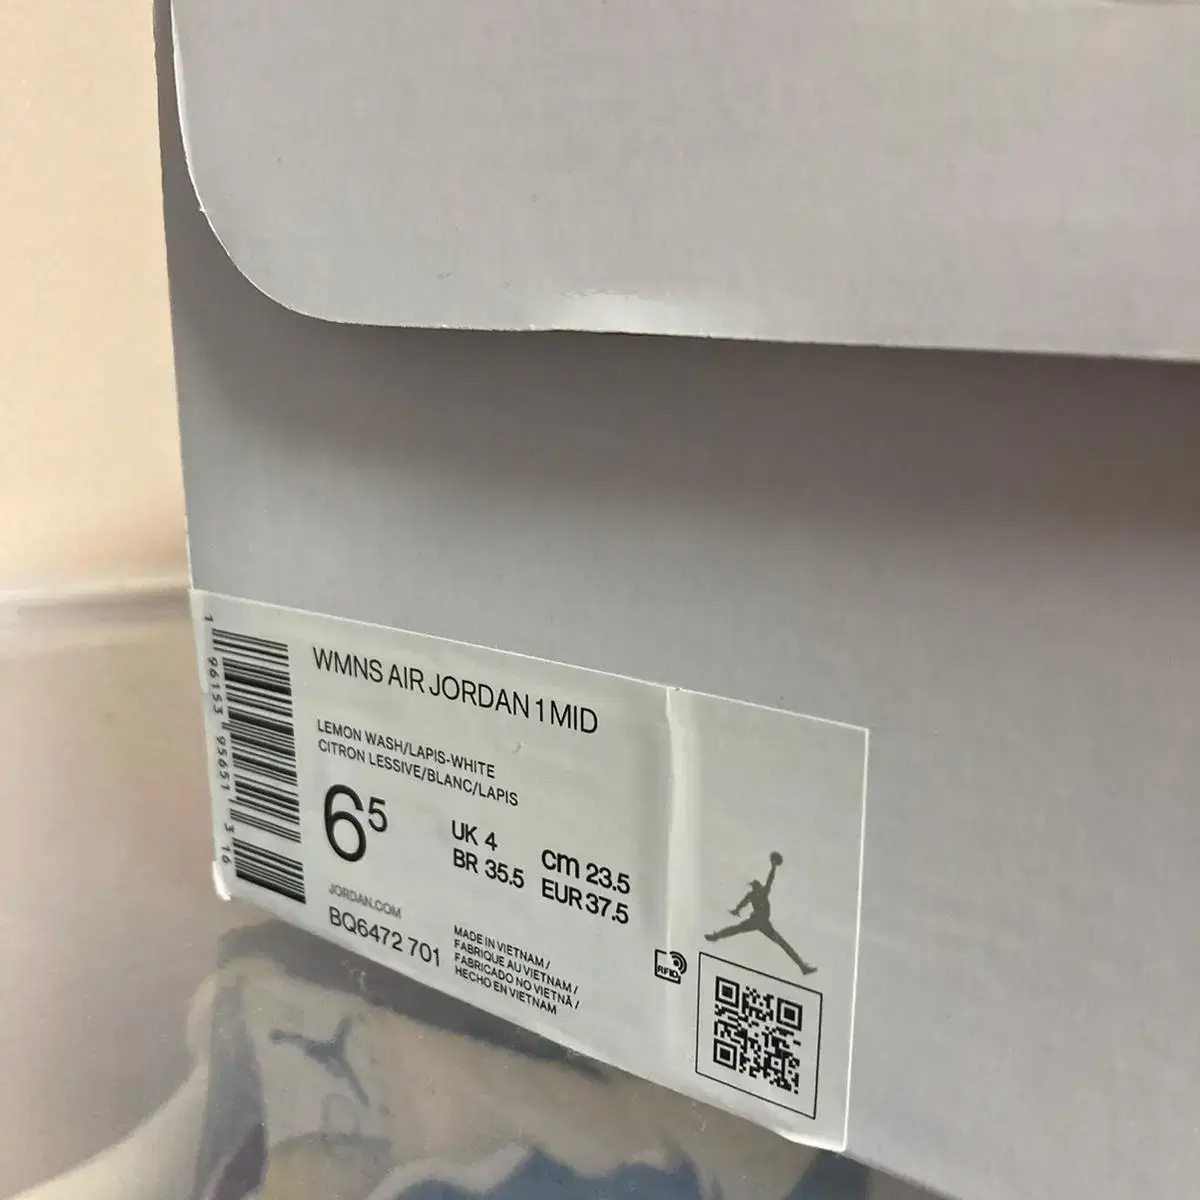 WMNS AIR JORDAN 1 MID
LEMON WASH/LAPIS-WHITE
CITRON LESSIVE/BLANC/LAPIS
6 5
UK 4 cm 23.5
BR 35.5 EUR 37.5
JORDAN.COM
BQ6472 701
MADE IN VIETNAM /
FABRIQUE AU VIETNAM /
FABRICADO NO VIETNÃ /
HECHO EN VIETNAM
RFID
1 96153 95651 3 16